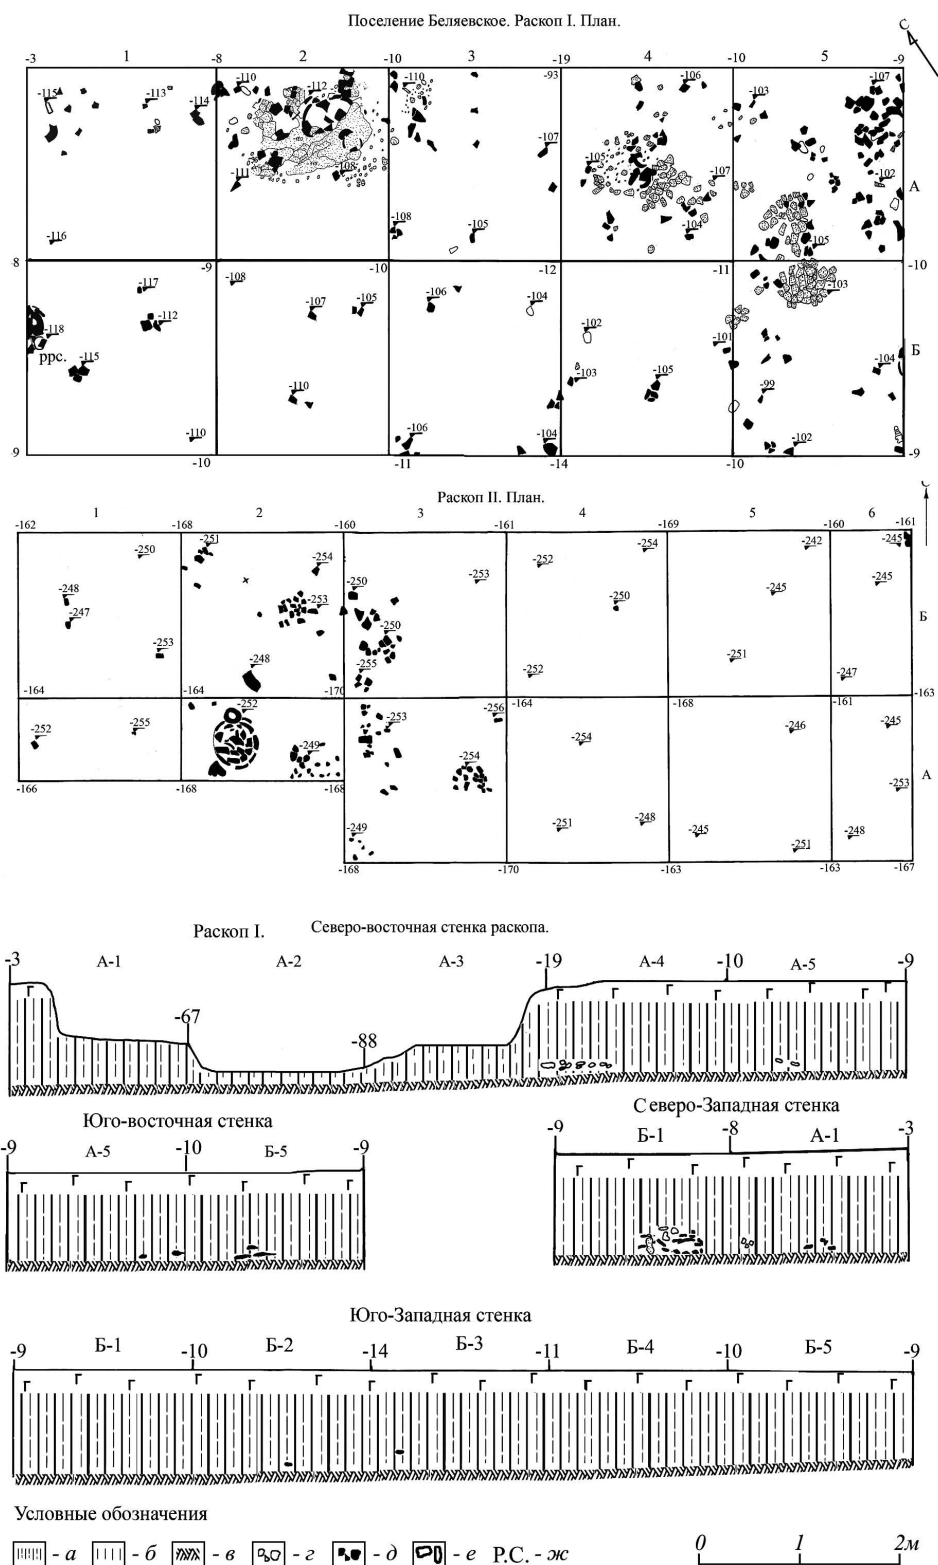 Поселение Беляевское. Раскоп I. План.
С
-3 1 -8 2 -10 3 -19 4 -10 5 -9
-110 -112 -110 -93 -106 -107
-115 -113 -114 -103
-107
-105
-111 -108 -107 -102 А
-108 -105 -104 -105
-116
-8 -9 -10 -12 -11 -10
-117 -108 -103
-107 -105 -106 -104
-112 -102
-118 -101 Б
ррс. -115 -104
-103 -105 -99
-110
-110 -106 -104 -102
-9 -10 -11 -14 -10 -9
Раскоп II. План.
С
-162 1 -168 2 -160 3 -161 4 -169 5 -160 6 -161
-250 -251 -254 -253 -252 -254 -242 -245
-248 -253 -250 -250 -245 -245
-247 -250 Б
-253 -248 -255 -252 -251 -247
-164 -164 -170 -164 -168 -161 -163
-252 -255 -252 -253 -256 -254 -246 -245
-249 -254 А
-166 -168 -168 -253
-249 -251 -248 -245 -251 -248
-168 -170 -163 -163 -167
Раскоп I. Северо-восточная стенка раскопа.
-3 А-1 А-2 А-3 -19 А-4 -10 А-5 -9
-67 -88
Юго-восточная стенка
-9 А-5 -10 Б-5 -9
Северо-Западная стенка
-9 Б-1 -8 А-1 -3
Юго-Западная стенка
-9 Б-1 -10 Б-2 -14 Б-3 -11 Б-4 -10 Б-5 -9
Условные обозначения
- а - б - в - г - д - е Р.С. - ж
0 1 2м